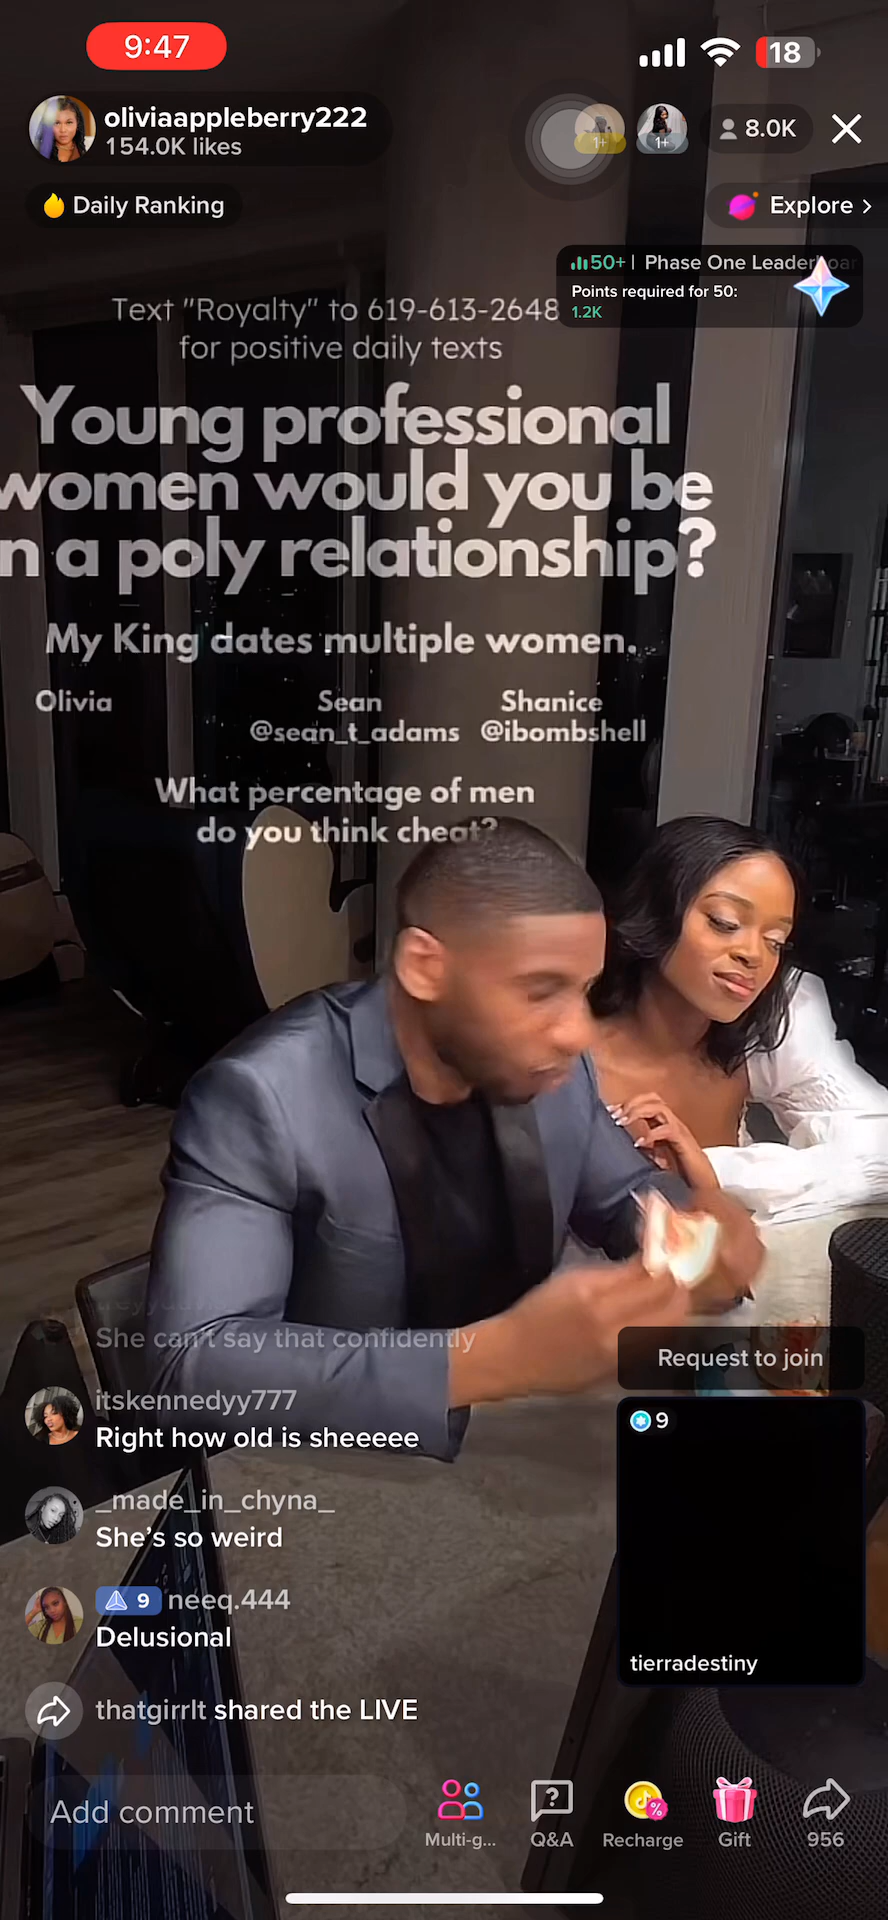 9:47
18
oliviaappleberry222
154.0K likes
1+
1+
8.0K
Daily Ranking
Explore >
50+ | Phase One Leaderboar
Points required for 50:
1.2K
Text "Royalty" to 619-613-2648
for positive daily texts
Young professional
women would you be
n a poly relationship?
My King dates multiple women.
Olivia Sean Shanice
@sean_t_adams @ibombshell
What percentage of men
do you think cheat?
She can't say that confidently
Request to join
itskennedyy777
Right how old is sheeeee
9
_made_in_chyna_
She's so weird
9 neeq.444
Delusional
tierradestiny
thatgirrlt shared the LIVE
Add comment
Multi-g...
Q&A
Recharge
Gift
956